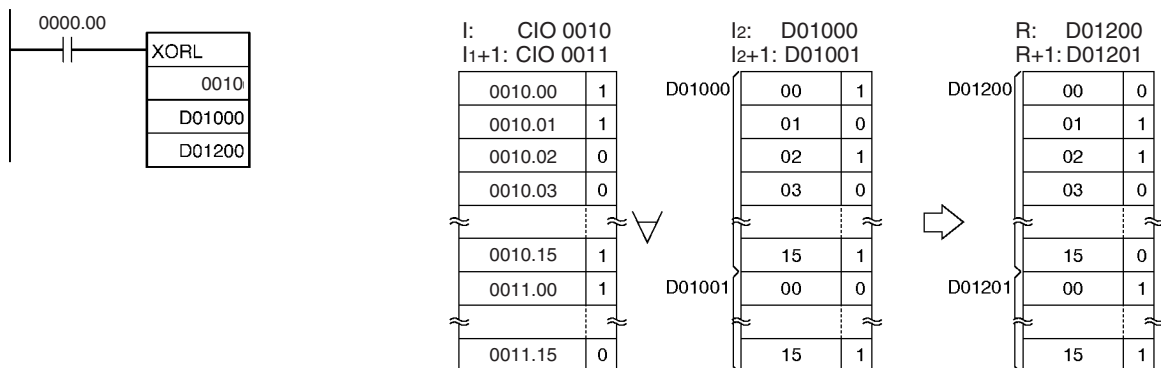 0000.00
XORL
0010
D01000
D01200
I: CIO 0010
I1+1: CIO 0011
0010.00 1
0010.01 1
0010.02 0
0010.03 0
0010.15 1
0011.00 1
0011.15 0
I2: D01000
I2+1: D01001
D01000 00 1
01 0
02 1
03 0
15 1
D01001 00 0
15 1
R: D01200
R+1: D01201
D01200 00 0
01 1
02 1
03 0
15 0
D01201 00 1
15 1